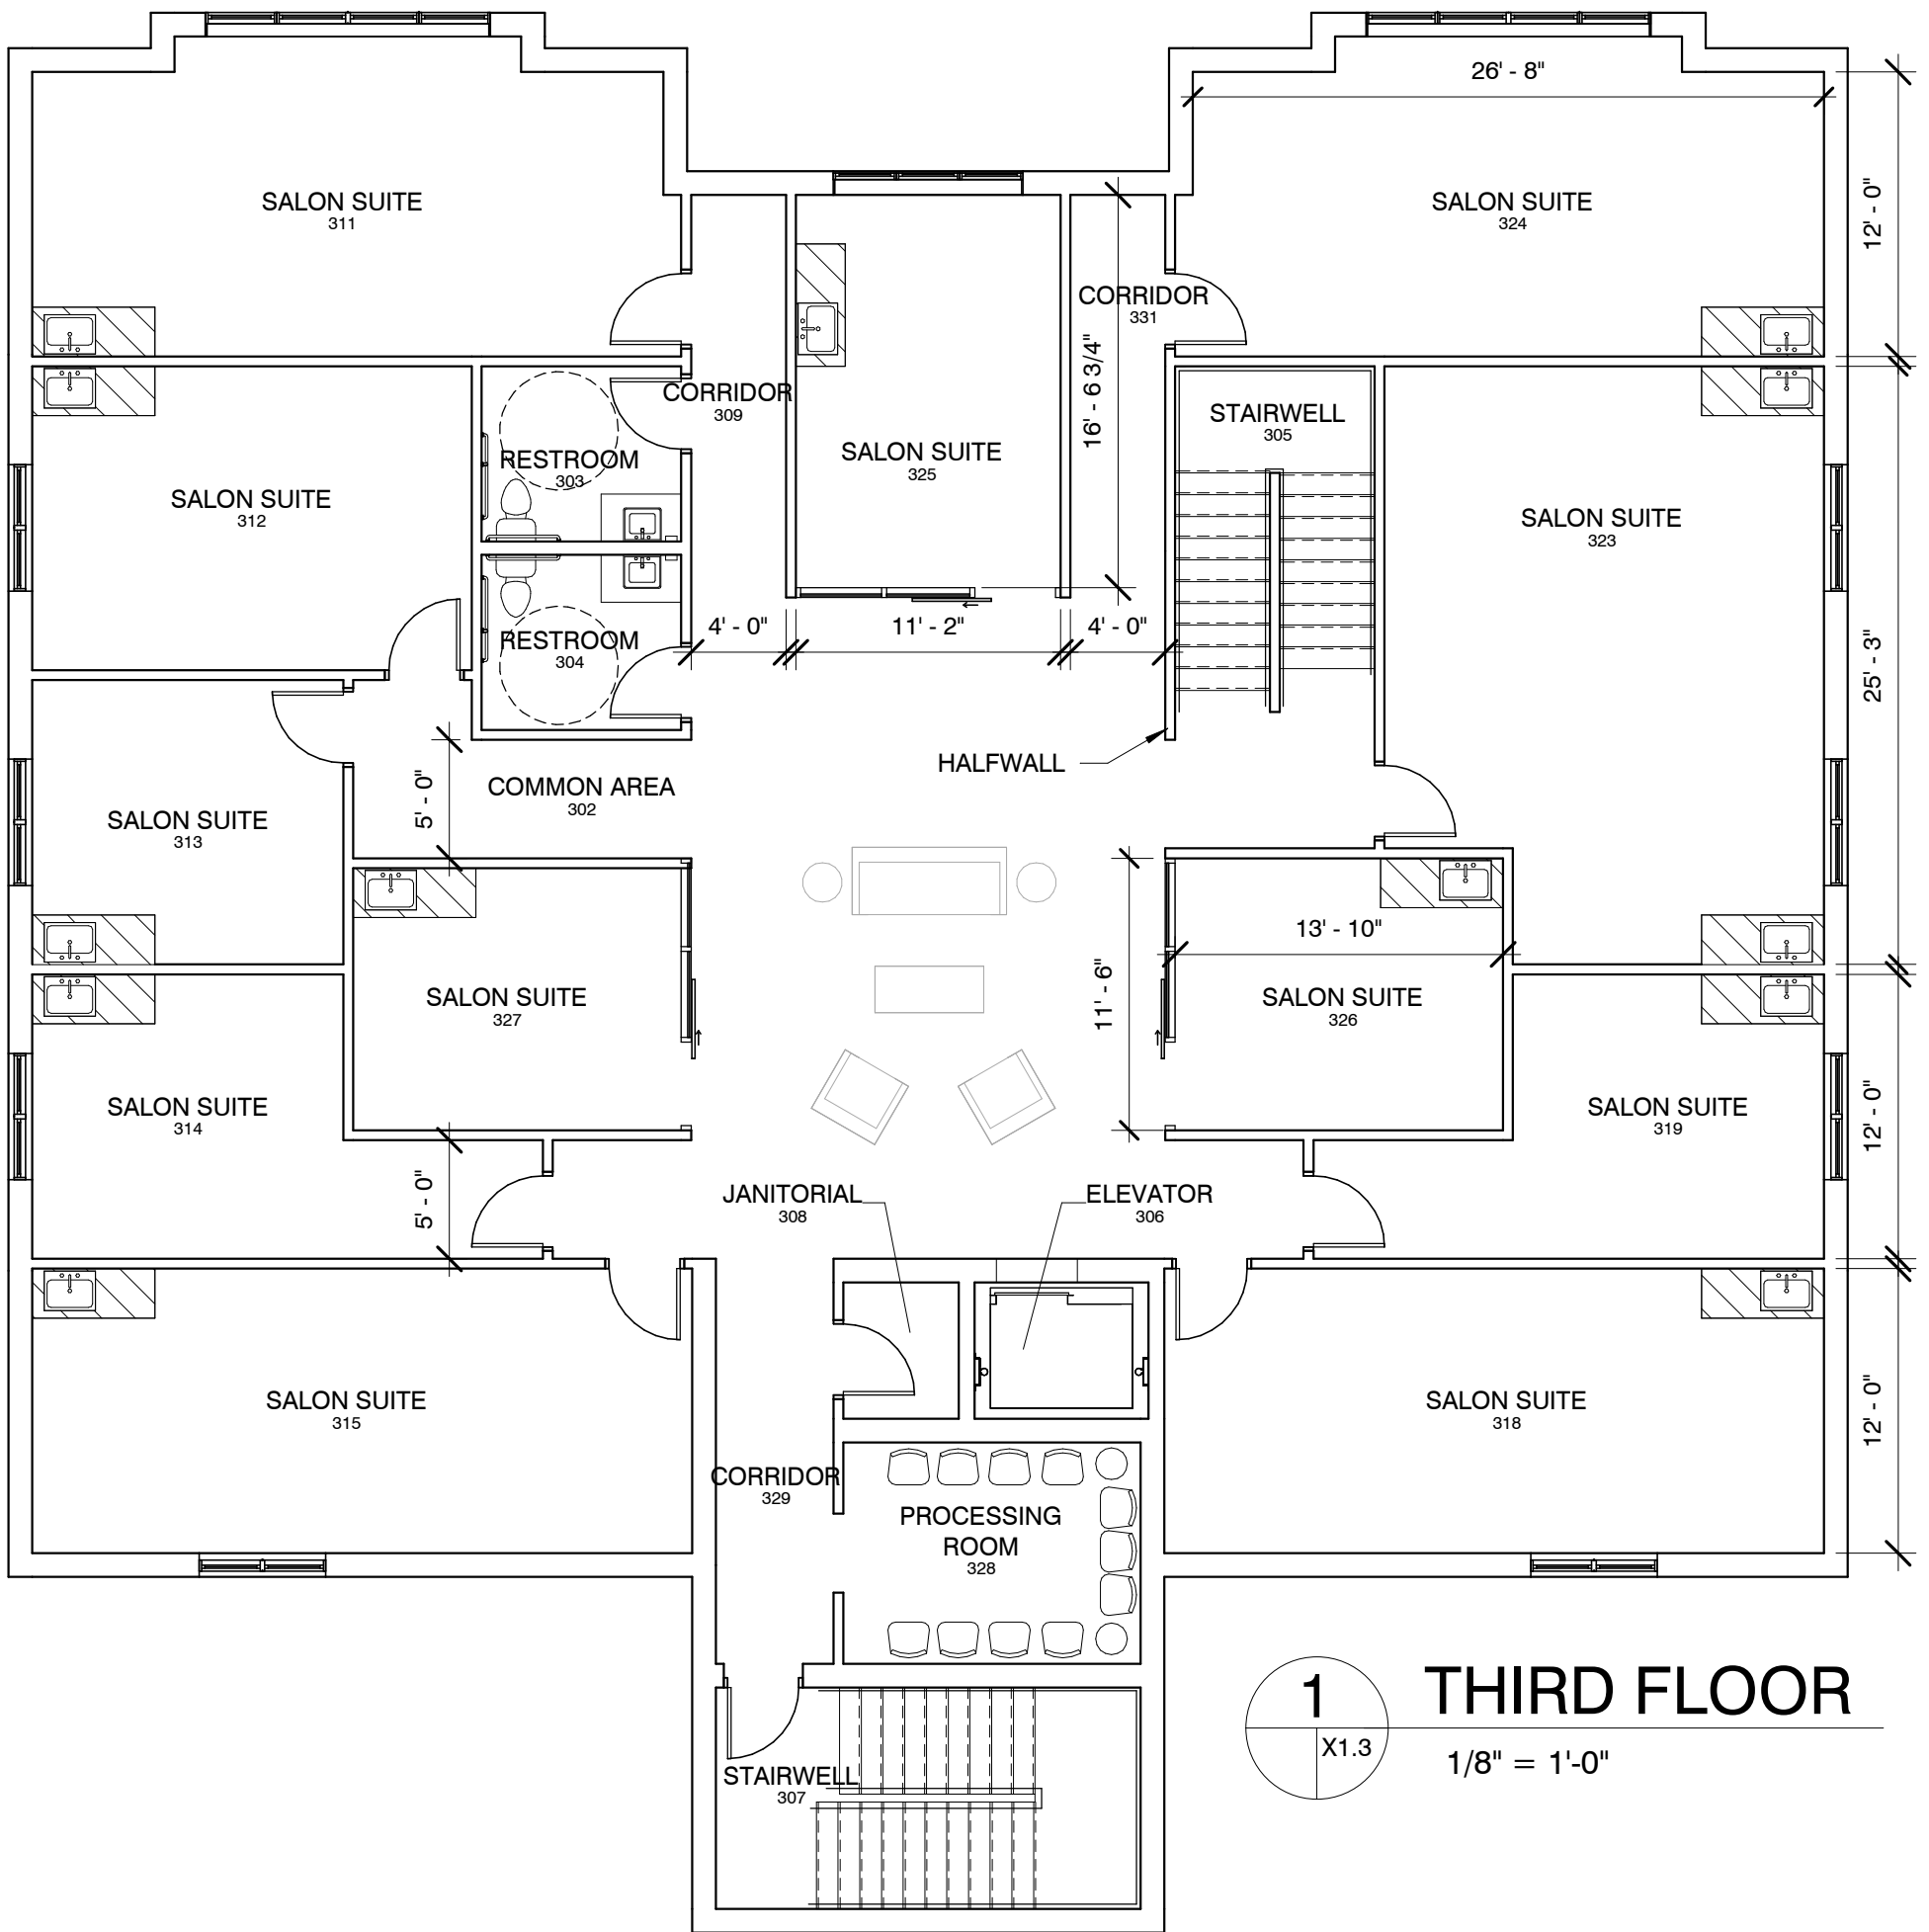 26' - 8"
SALON SUITE
311
SALON SUITE
324
12' - 0"
CORRIDOR
331
16' - 6 3/4"
CORRIDOR
309
STAIRWELL
305
SALON SUITE
325
RESTROOM
303
SALON SUITE
312
SALON SUITE
323
RESTROOM
304
4' - 0"
11' - 2"
4' - 0"
25' - 3"
HALFWALL
COMMON AREA
302
5' - 0"
SALON SUITE
313
13' - 10"
11' - 6"
SALON SUITE
327
SALON SUITE
326
SALON SUITE
314
SALON SUITE
319
12' - 0"
5' - 0"
JANITORIAL
308
ELEVATOR
306
SALON SUITE
315
SALON SUITE
318
12' - 0"
CORRIDOR
329
PROCESSING
ROOM
328
1
X1.3
THIRD FLOOR
1/8" = 1'-0"
STAIRWELL
307